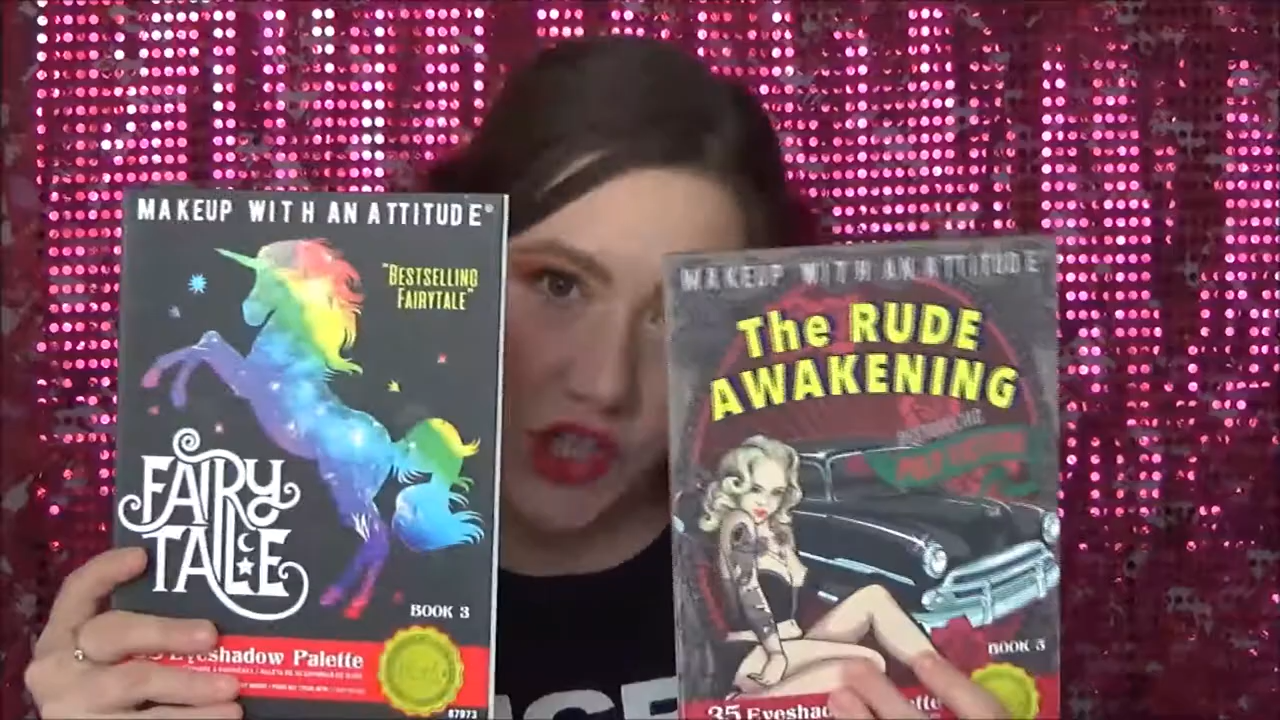 MAKEUP WITH AN ATTITUDE®
"BESTSELLING
FAIRYTALE"
FAIRY
TALE
BOOK 3
Eyeshadow Palette
87973
MAKEUP WITH AN ATTITUDE
The RUDE
AWAKENING
BOOK 3
35